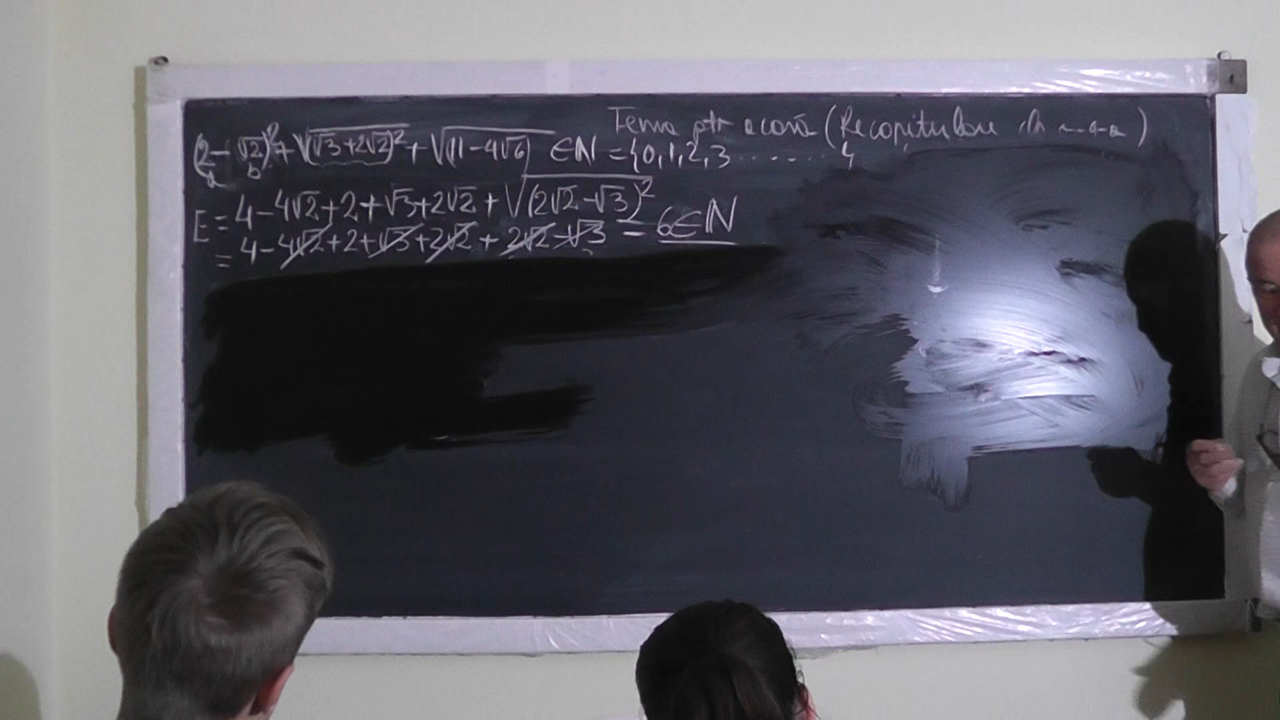 Tema ptr acasă (Recapitulare din
(2-√2)²+√(√3+2√2)²+√(11-4√6) ∈ℕ={0,1,2,3.......}
a b
E=4-4√2+2+√3+2√2+√(2√2-√3)²
=4-4√2+2+√3+2√2+2√2-√3=6∈ℕ